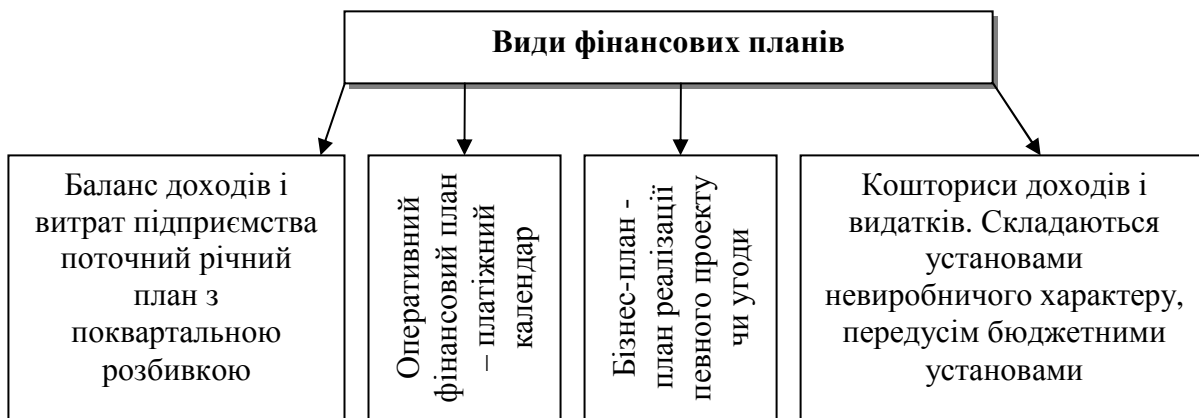 Види фінансових планів
Баланс доходів і
витрат підприємства
поточний річний
план з
поквартальною
розбивкою
Оперативний
фінансовий план
– платіжний
календар
Бізнес-план -
план реалізації
певного проекту
чи угоди
Кошториси доходів і
видатків. Складаються
установами
невиробничого характеру,
передусім бюджетними
установами